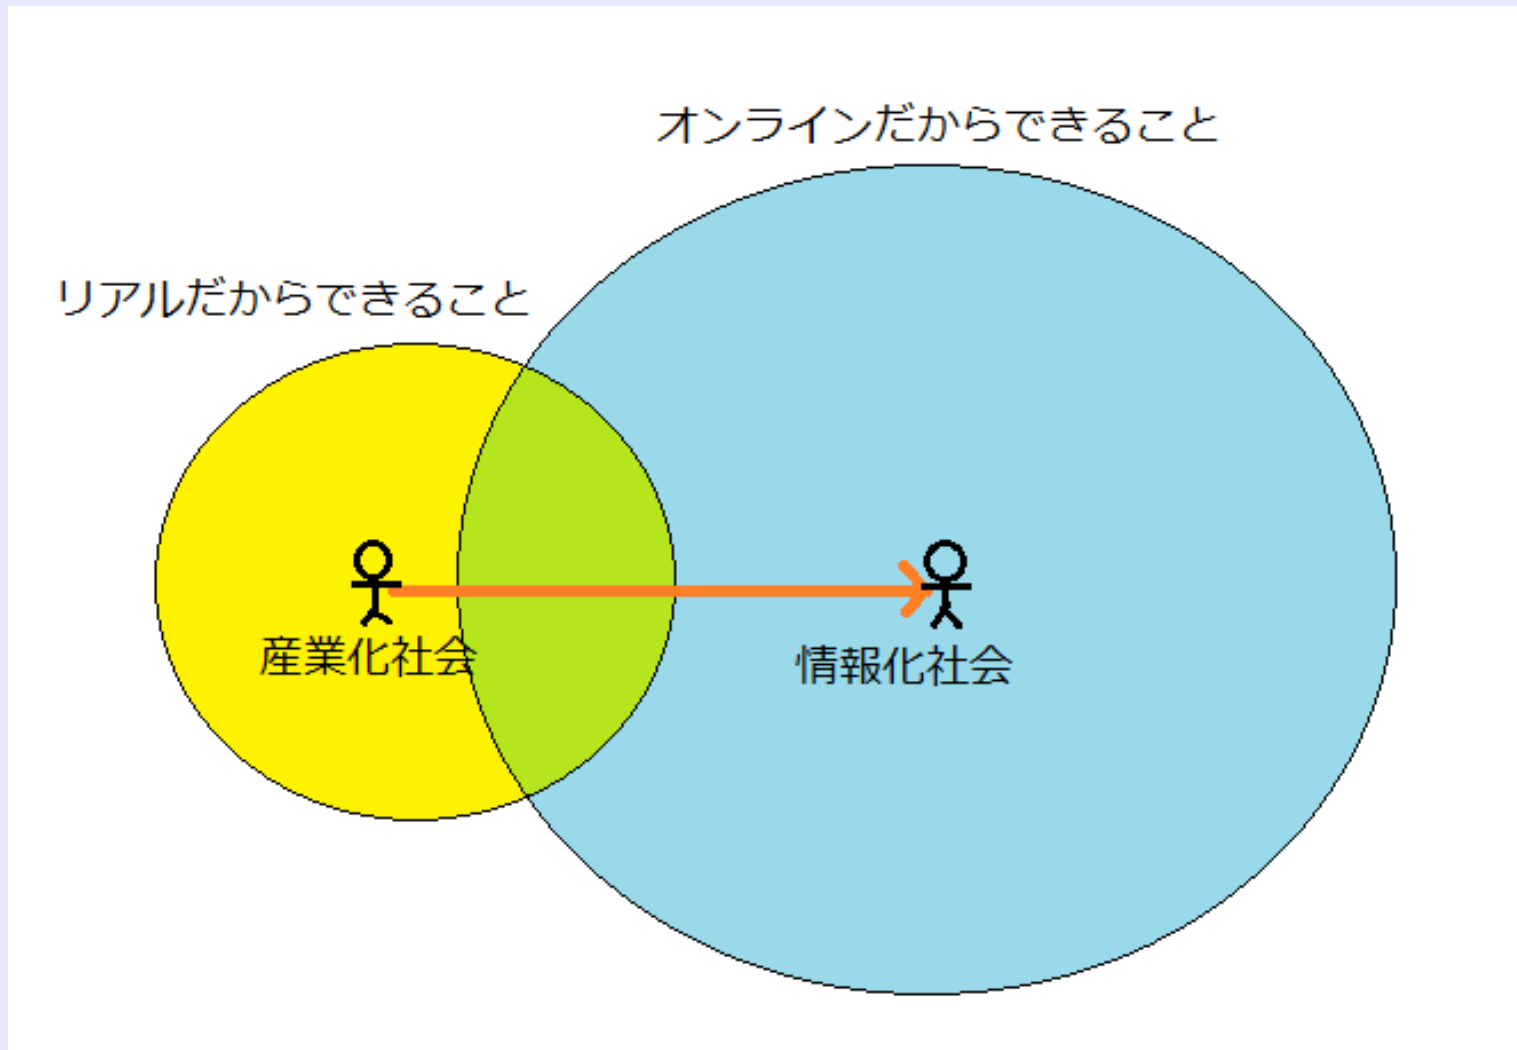 オンラインだからできること
リアルだからできること
産業化社会
情報化社会